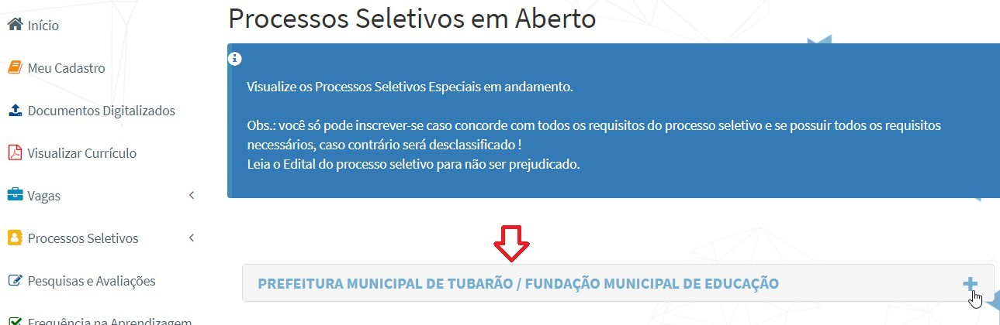 Processos Seletivos em Aberto
Início
Meu Cadastro
Documentos Digitalizados
Visualizar Currículo
Vagas
Processos Seletivos
Pesquisas e Avaliações
Frequência na Aprendizagem
Visualize os Processos Seletivos Especiais em andamento.
Obs.: você só pode inscrever-se caso concorde com todos os requisitos do processo seletivo e se possuir todos os requisitos
necessários, caso contrário será desclassificado !
Leia o Edital do processo seletivo para não ser prejudicado.
PREFEITURA MUNICIPAL DE TUBARÃO / FUNDAÇÃO MUNICIPAL DE EDUCAÇÃO